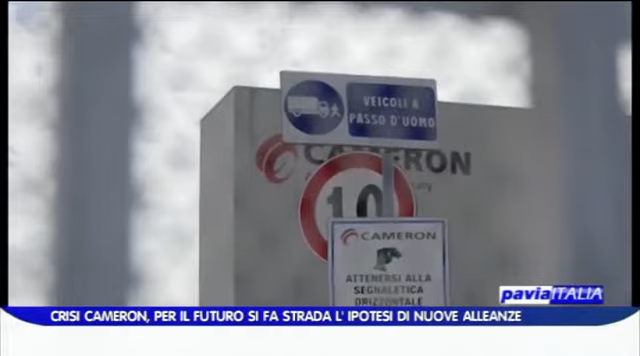 VEICOLI A
PASSO D'UOMO
CAMERON
10
CAMERON
ATTENERSI ALLA
SEGNALETICA
ORIZZONTALE
paviaITALIA
CRISI CAMERON, PER IL FUTURO SI FA STRADA L' IPOTESI DI NUOVE ALLEANZE